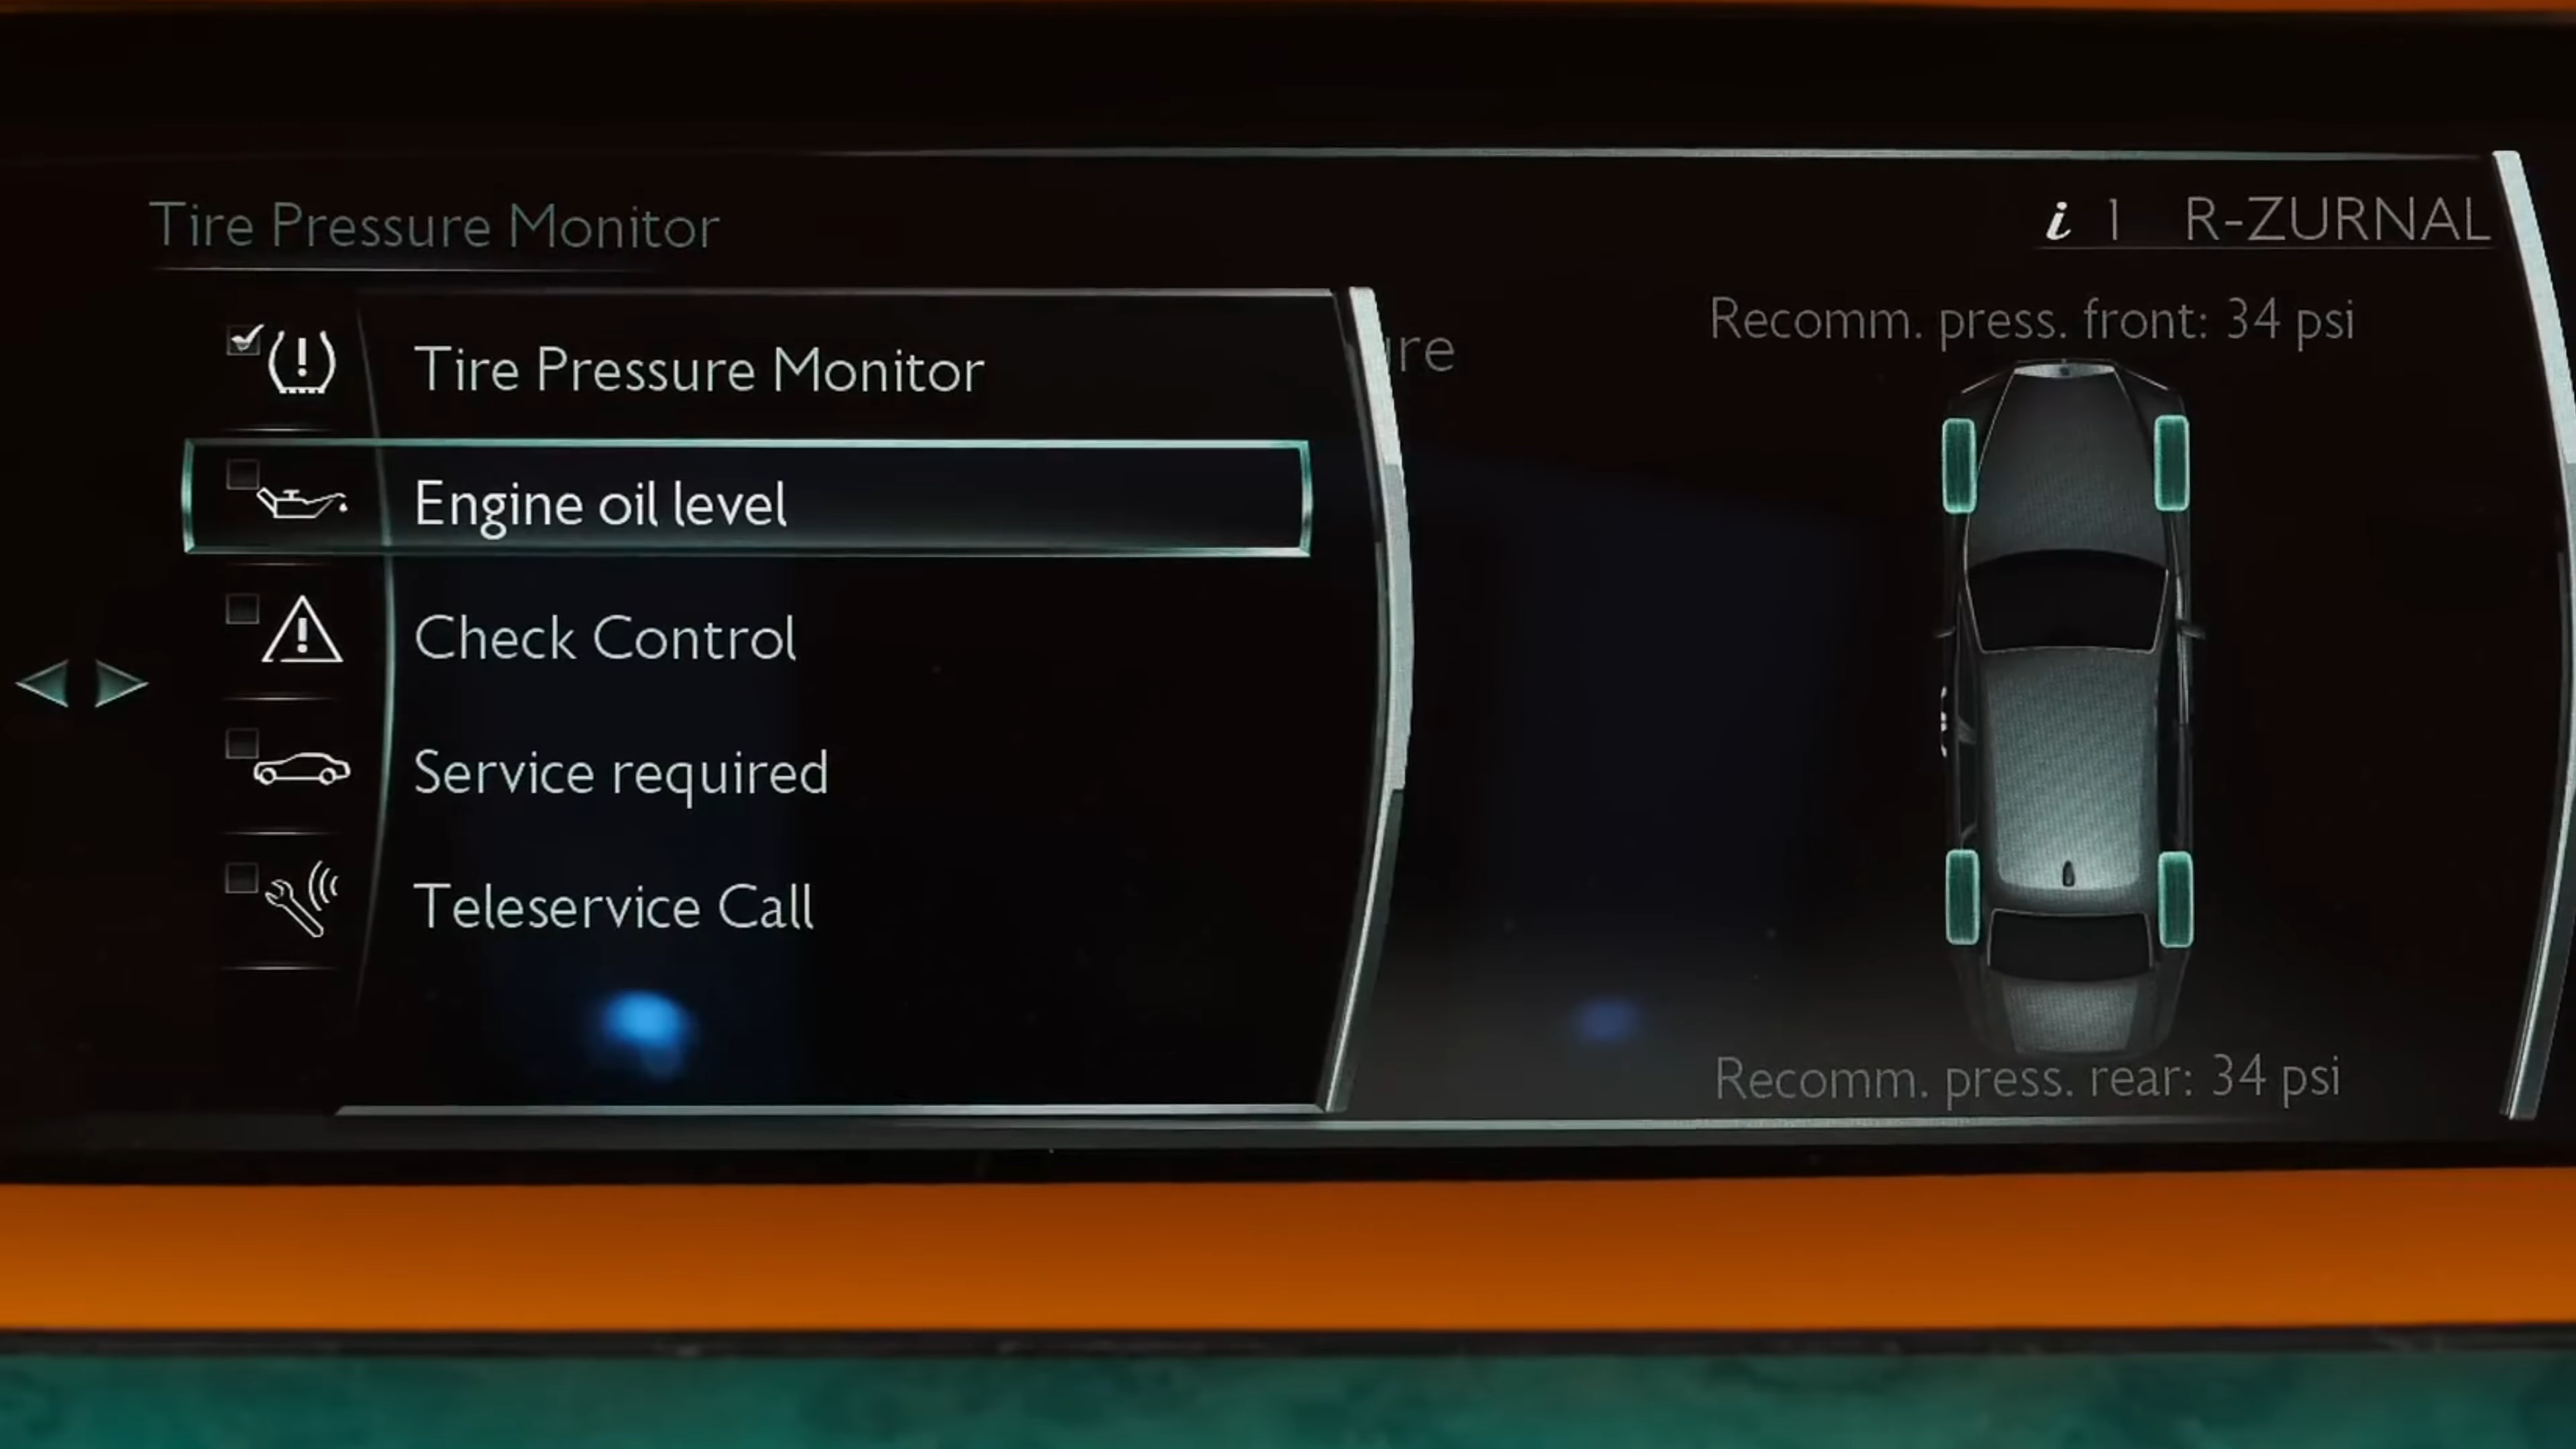 Tire Pressure Monitor
i 1 R-ZURNAL
Tire Pressure Monitor
Engine oil level
Check Control
Service required
Teleservice Call
Recomm. press. front: 34 psi
Recomm. press. rear: 34 psi